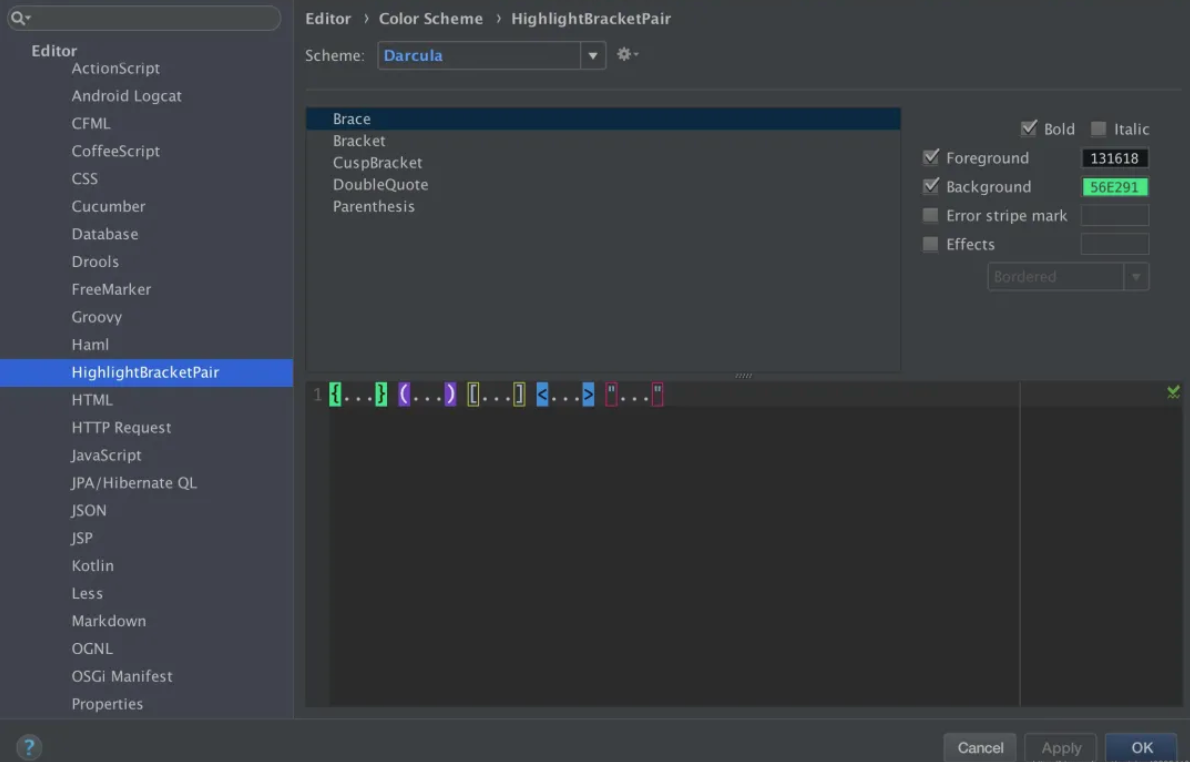 Editor › Color Scheme › HighlightBracketPair
Scheme: Darcula
Editor
ActionScript
Android Logcat
CFML
CoffeeScript
CSS
Cucumber
Database
Drools
FreeMarker
Groovy
Haml
HighlightBracketPair
HTML
HTTP Request
JavaScript
JPA/Hibernate QL
JSON
JSP
Kotlin
Less
Markdown
OGNL
OSGi Manifest
Properties
Brace
Bracket
CuspBracket
DoubleQuote
Parenthesis
Bold Italic
Foreground 131618
Background 56E291
Error stripe mark
Effects
Bordered
1 {...} (...) [...] <...> "..."
? Cancel Apply OK